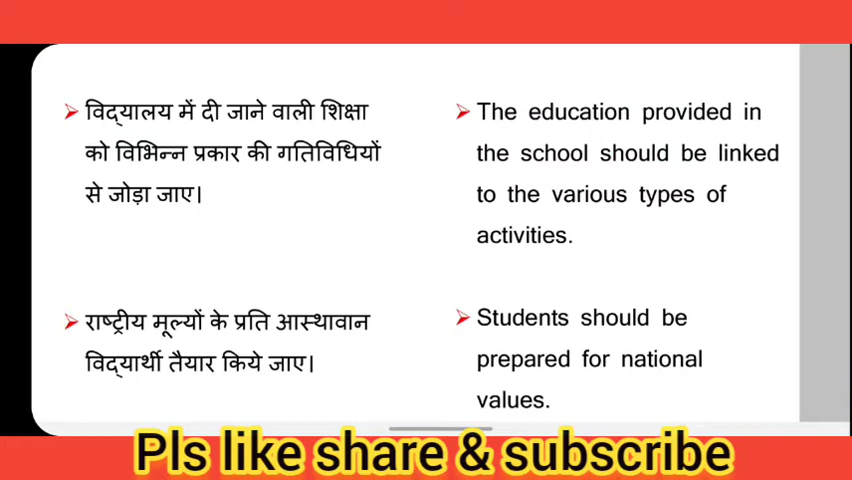 विद्यालय में दी जाने वाली शिक्षा
को विभिन्न प्रकार की गतिविधियों
से जोड़ा जाए।
राष्ट्रीय मूल्यों के प्रति आस्थावान
विद्यार्थी तैयार किये जाए।
The education provided in
the school should be linked
to the various types of
activities.
Students should be
prepared for national
values.
Pls like share & subscribe